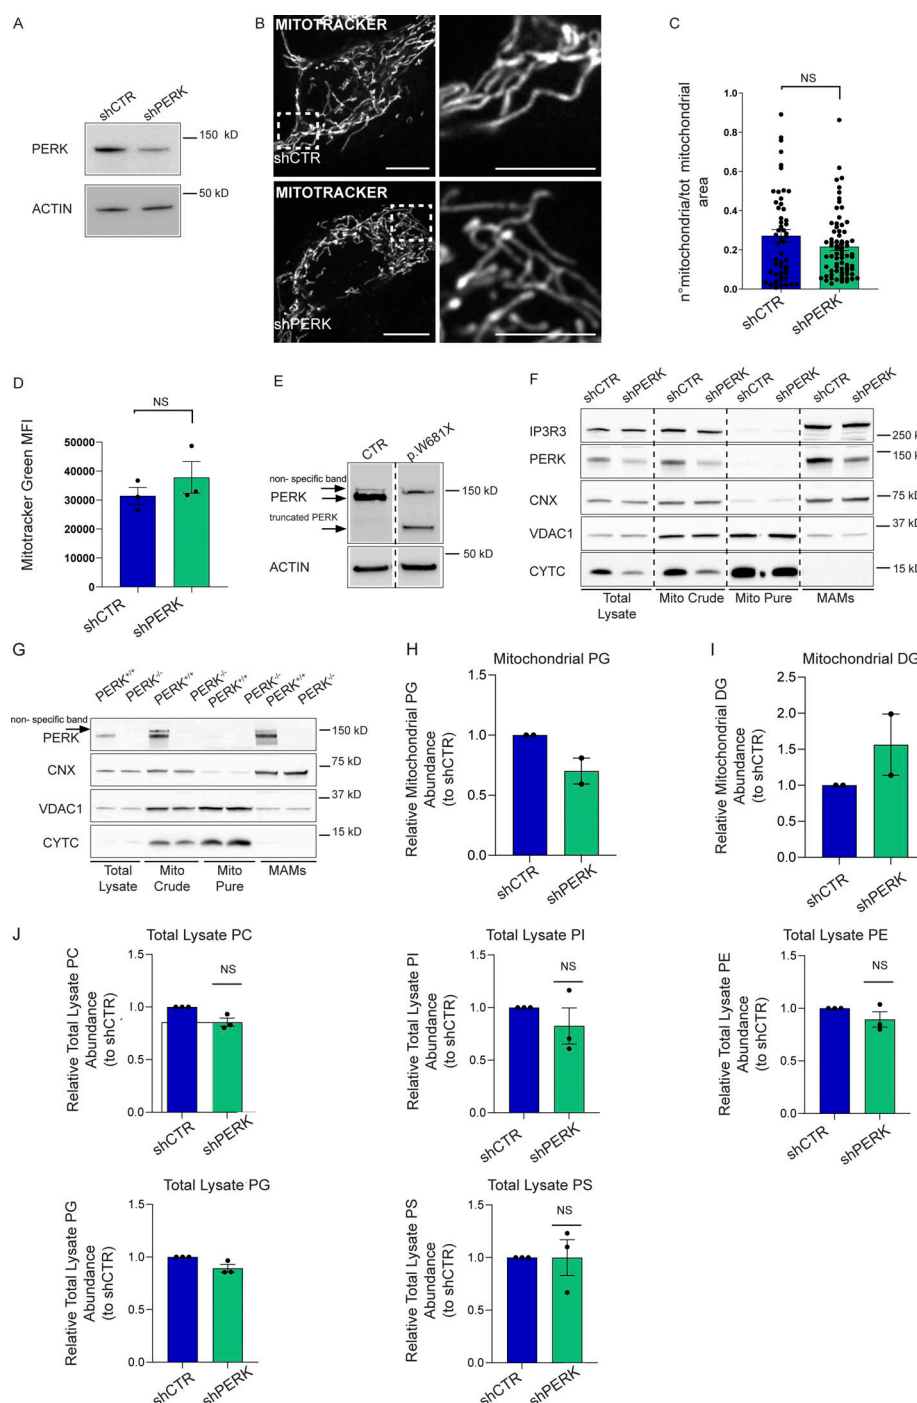 A
shCTR
shPERK
PERK
150 kD
ACTIN
50 kD
B
MITOTRACKER
shCTR
MITOTRACKER
shPERK
C
NS
n°mitochondria/tot mitochondrial
area
1.0
0.8
0.6
0.4
0.2
0.0
shCTR
shPERK
D
NS
Mitotracker Green MFI
50000
40000
30000
20000
10000
0
shCTR
shPERK
E
CTR
p.W681X
non- specific band
PERK
150 kD
truncated PERK
50 kD
ACTIN
F
shCTR shPERK shCTR shPERK shCTR shPERK shCTR shPERK
IP3R3
250 kD
PERK
150 kD
CNX
75 kD
VDAC1
37 kD
CYTC
15 kD
Total
Lysate
Mito Crude
Mito Pure
MAMs
G
PERK+/+ PERK-/- PERK+/+ PERK-/- PERK+/+ PERK-/- PERK+/+ PERK-/-
non- specific band
PERK
150 kD
CNX
75 kD
VDAC1
37 kD
CYTC
15 kD
Total
Lysate
Mito
Crude
Mito
Pure
MAMs
H
Mitochondrial PG
Relative Mitochondrial PG
Abundance
(to shCTR)
1.5
1.0
0.5
0.0
shCTR
shPERK
I
Mitochondrial DG
Relative Mitochondrial DG
Abundance
(to shCTR)
2.5
2.0
1.5
1.0
0.5
0.0
shCTR
shPERK
J
Total Lysate PC
Relative Total Lysate PC
Abundance
(to shCTR)
1.5
1.0
0.5
0.0
NS
shCTR
shPERK
Total Lysate PI
Relative Total Lysate PI
Abundance
(to shCTR)
1.5
1.0
0.5
0.0
NS
shCTR
shPERK
Total Lysate PE
Relative Total Lysate PE
Abundance
(to shCTR)
1.5
1.0
0.5
0.0
NS
shCTR
shPERK
Total Lysate PG
Relative Total Lysate PG
Abundance
(to shCTR)
1.5
1.0
0.5
0.0
shCTR
shPERK
Total Lysate PS
Relative Total Lysate PS
Abundance
(to shCTR)
1.5
1.0
0.5
0.0
NS
shCTR
shPERK